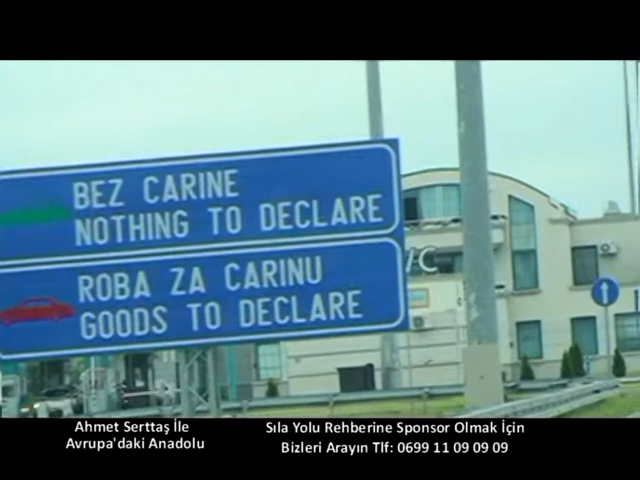 BEZ CARINE
NOTHING TO DECLARE
ROBA ZA CARINU
GOODS TO DECLARE
WC
Ahmet Serttaş İle
Avrupa'daki Anadolu
Sıla Yolu Rehberine Sponsor Olmak İçin
Bizleri Arayın Tlf: 0699 11 09 09 09